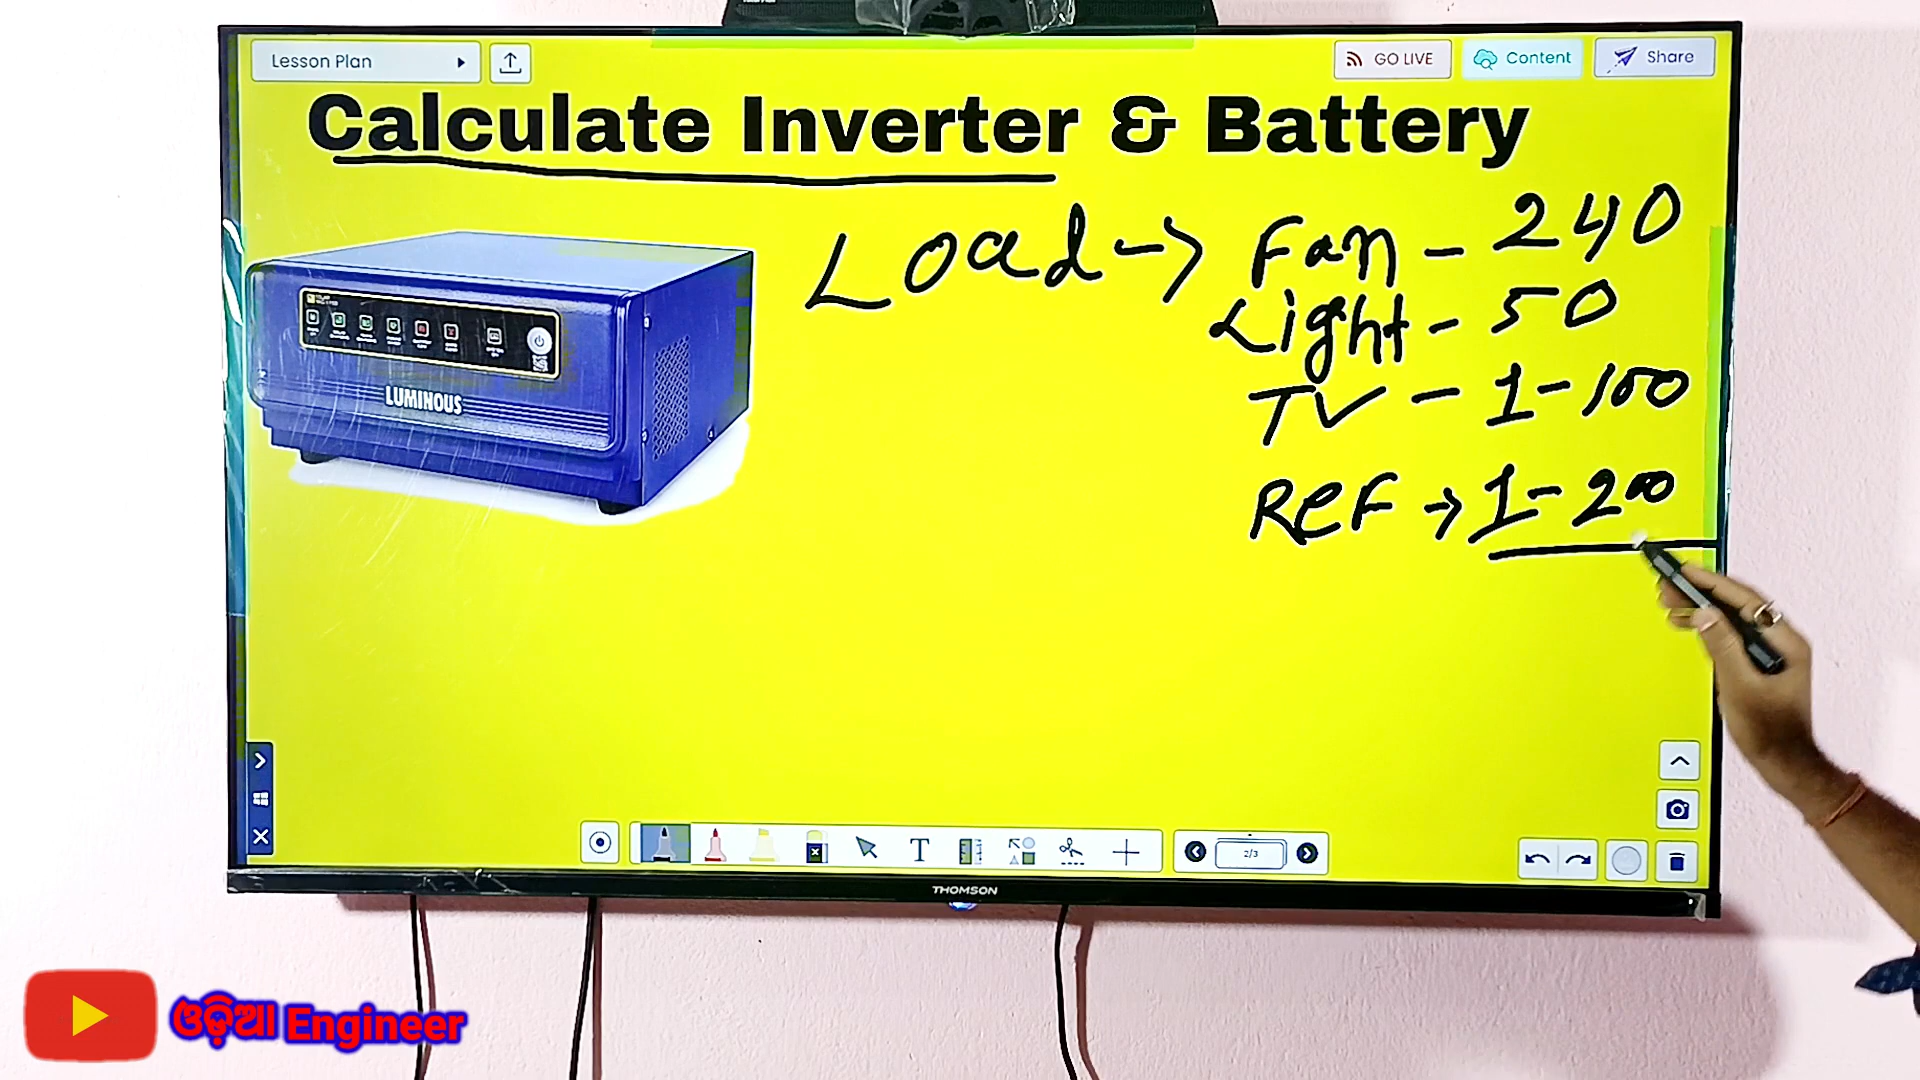 Lesson Plan
GO LIVE
Content
Share
Calculate Inverter & Battery
Load -> Fan - 240
Light - 50
TV - 1 - 100
Ref -> 1 - 200
LUMINOUS
T
2/3
THOMSON
ଓଡ଼ିଆ Engineer